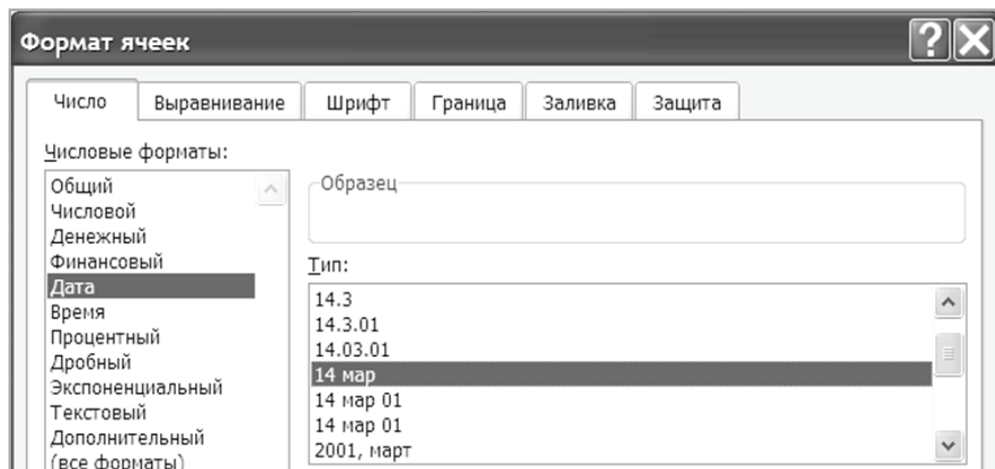 Формат ячеек
Число Выравнивание Шрифт Граница Заливка Защита
Числовые форматы:
Общий
Числовой
Денежный
Финансовый
Дата
Время
Процентный
Дробный
Экспоненциальный
Текстовый
Дополнительный
(все форматы)
Образец
Тип:
14.3
14.3.01
14.03.01
14 мар
14 мар 01
14 мар 01
2001, март